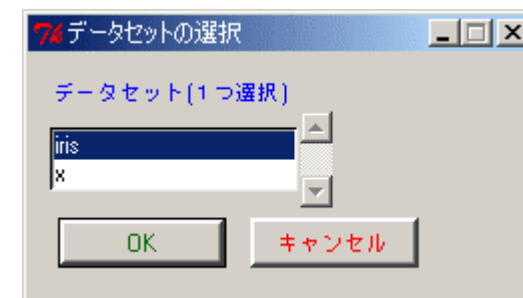 データセットの選択
データセット(1つ選択)
iris
x
OK キャンセル